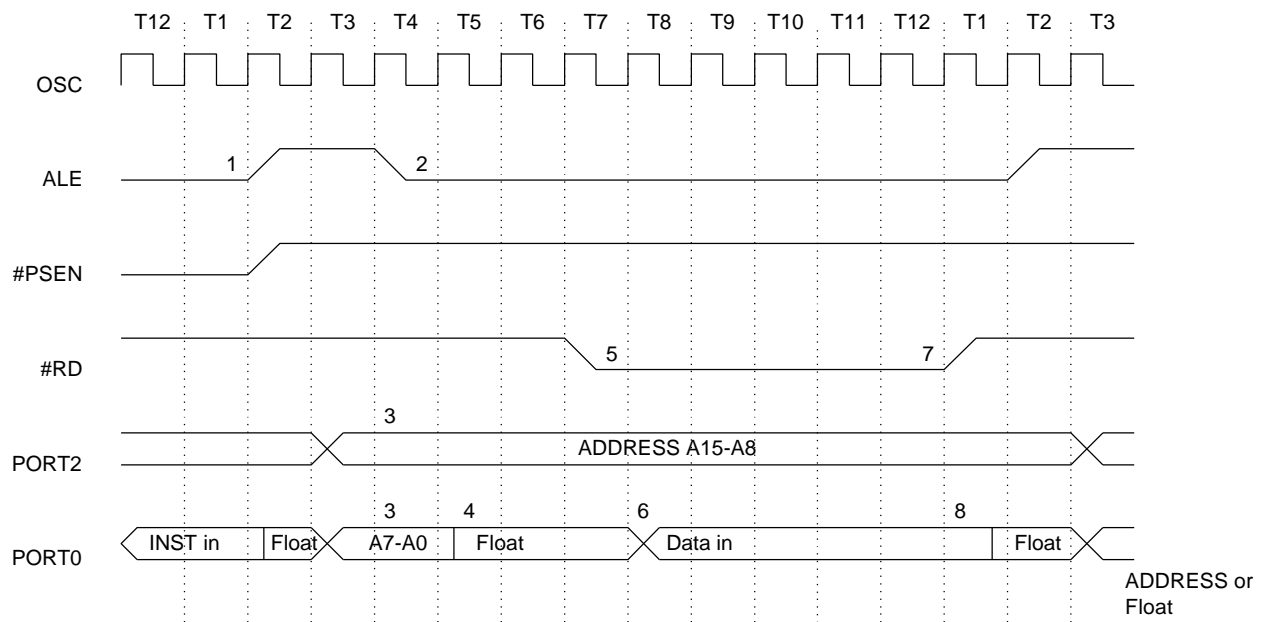 T12 T1 T2 T3 T4 T5 T6 T7 T8 T9 T10 T11 T12 T1 T2 T3
OSC
1 2
ALE
#PSEN
5 7
#RD
3
ADDRESS A15-A8
PORT2
3 4 6 8
INST in Float A7-A0 Float Data in Float
PORT0
ADDRESS or
Float